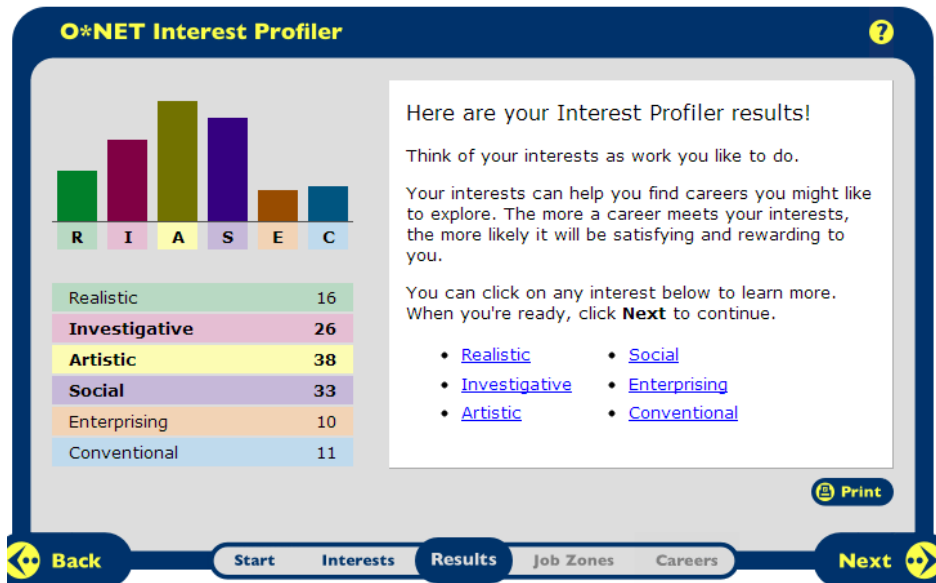 O*NET Interest Profiler
?
R I A S E C
Realistic 16
Investigative 26
Artistic 38
Social 33
Enterprising 10
Conventional 11
Here are your Interest Profiler results!
Think of your interests as work you like to do.
Your interests can help you find careers you might like
to explore. The more a career meets your interests,
the more likely it will be satisfying and rewarding to
you.
You can click on any interest below to learn more.
When you're ready, click Next to continue.
• Realistic • Social
• Investigative • Enterprising
• Artistic • Conventional
Print
Back Start Interests Results Job Zones Careers Next